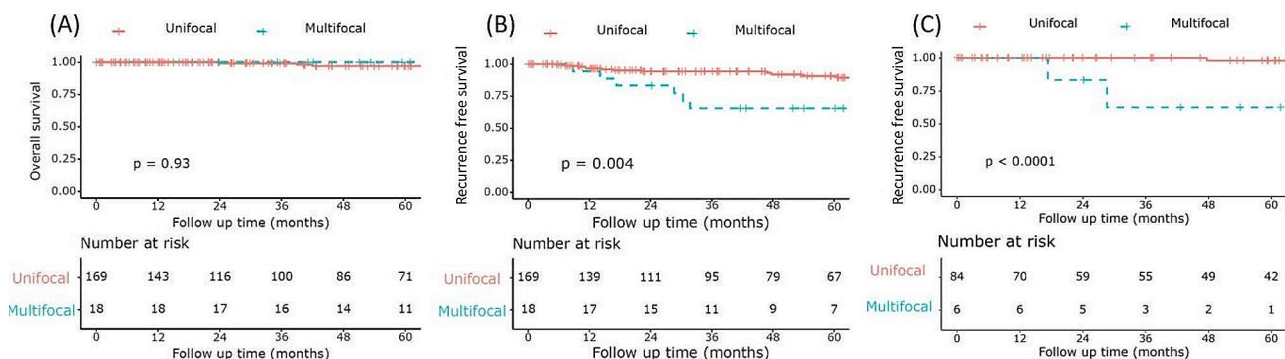 (A)
Unifocal Multifocal
Overall survival
1.00
0.75
0.50
0.25
0.00
p = 0.93
0 12 24 36 48 60
Follow up time (months)
Number at risk
Unifocal 169 143 116 100 86 71
Multifocal 18 18 17 16 14 11
0 12 24 36 48 60
Follow up time (months)
(B)
Unifocal Multifocal
Recurrence free survival
1.00
0.75
0.50
0.25
0.00
p = 0.004
0 12 24 36 48 60
Follow up time (months)
Number at risk
Unifocal 169 139 111 95 79 67
Multifocal 18 17 15 11 9 7
0 12 24 36 48 60
Follow up time (months)
(C)
Unifocal Multifocal
Recurrence free survival
1.00
0.75
0.50
0.25
0.00
p < 0.0001
0 12 24 36 48 60
Follow up time (months)
Number at risk
Unifocal 84 70 59 55 49 42
Multifocal 6 6 5 3 2 1
0 12 24 36 48 60
Follow up time (months)